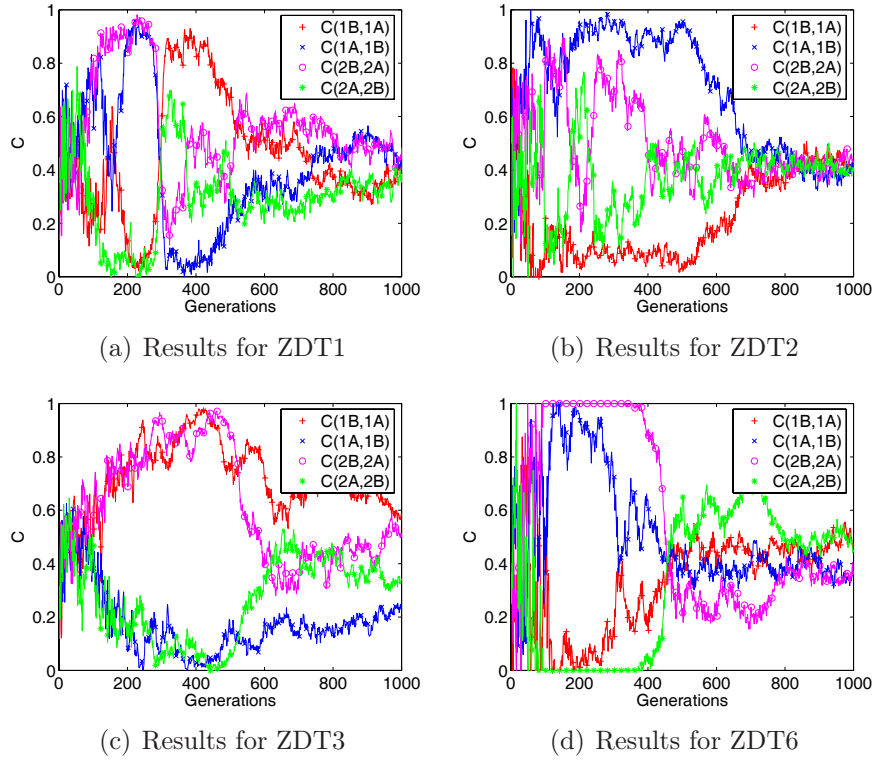 C(1B,1A)
C(1A,1B)
C(2B,2A)
C(2A,2B)
1
0.8
0.6
0.4
0.2
0
C
0 200 400 600 800 1000
Generations
(a) Results for ZDT1
C(1B,1A)
C(1A,1B)
C(2B,2A)
C(2A,2B)
1
0.8
0.6
0.4
0.2
0
C
0 200 400 600 800 1000
Generations
(b) Results for ZDT2
C(1B,1A)
C(1A,1B)
C(2B,2A)
C(2A,2B)
1
0.8
0.6
0.4
0.2
0
C
0 200 400 600 800 1000
Generations
(c) Results for ZDT3
C(1B,1A)
C(1A,1B)
C(2B,2A)
C(2A,2B)
1
0.8
0.6
0.4
0.2
0
C
0 200 400 600 800 1000
Generations
(d) Results for ZDT6